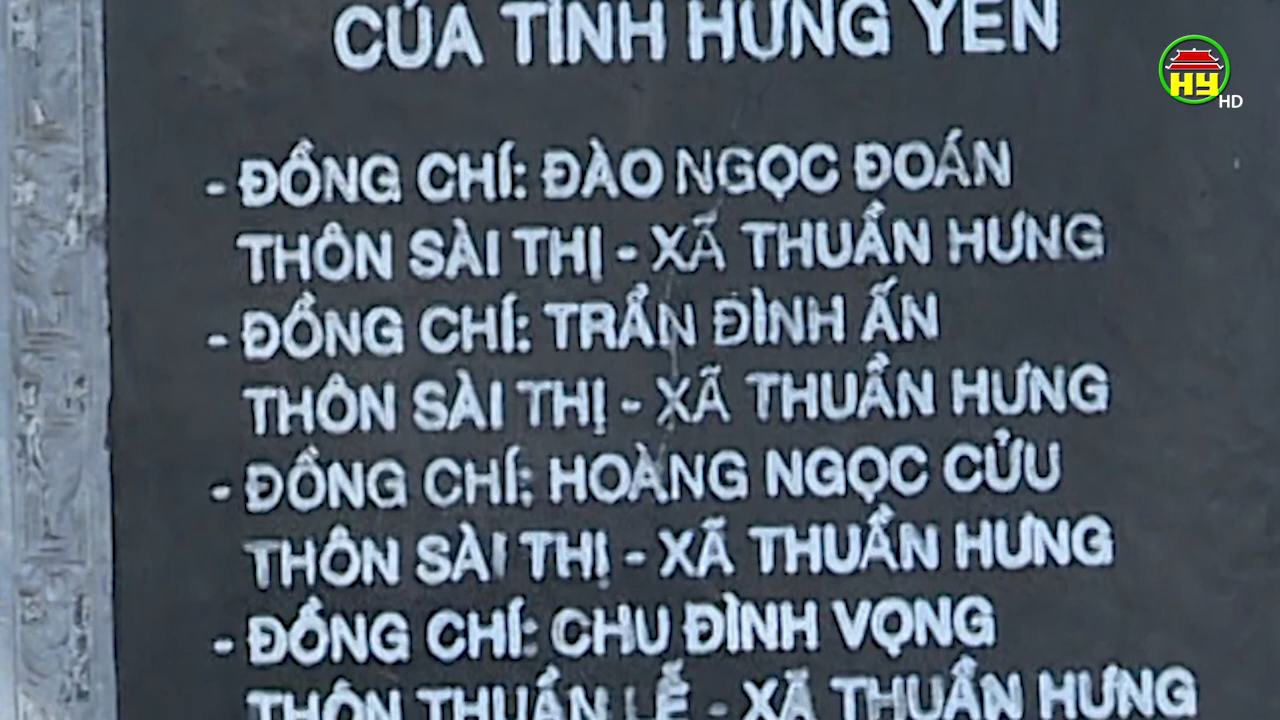 CỦA TỈNH HƯNG YÊN
HY HD
- ĐỒNG CHÍ: ĐÀO NGỌC ĐOÁN
THÔN SÀI THỊ - XÃ THUẦN HƯNG
- ĐỒNG CHÍ: TRẦN ĐÌNH ẤN
THÔN SÀI THỊ - XÃ THUẦN HƯNG
- ĐỒNG CHÍ: HOÀNG NGỌC CỬU
THÔN SÀI THỊ - XÃ THUẦN HƯNG
- ĐỒNG CHÍ: CHU ĐÌNH VỌNG
THÔN THUẦN LỄ - XÃ THUẦN HƯNG